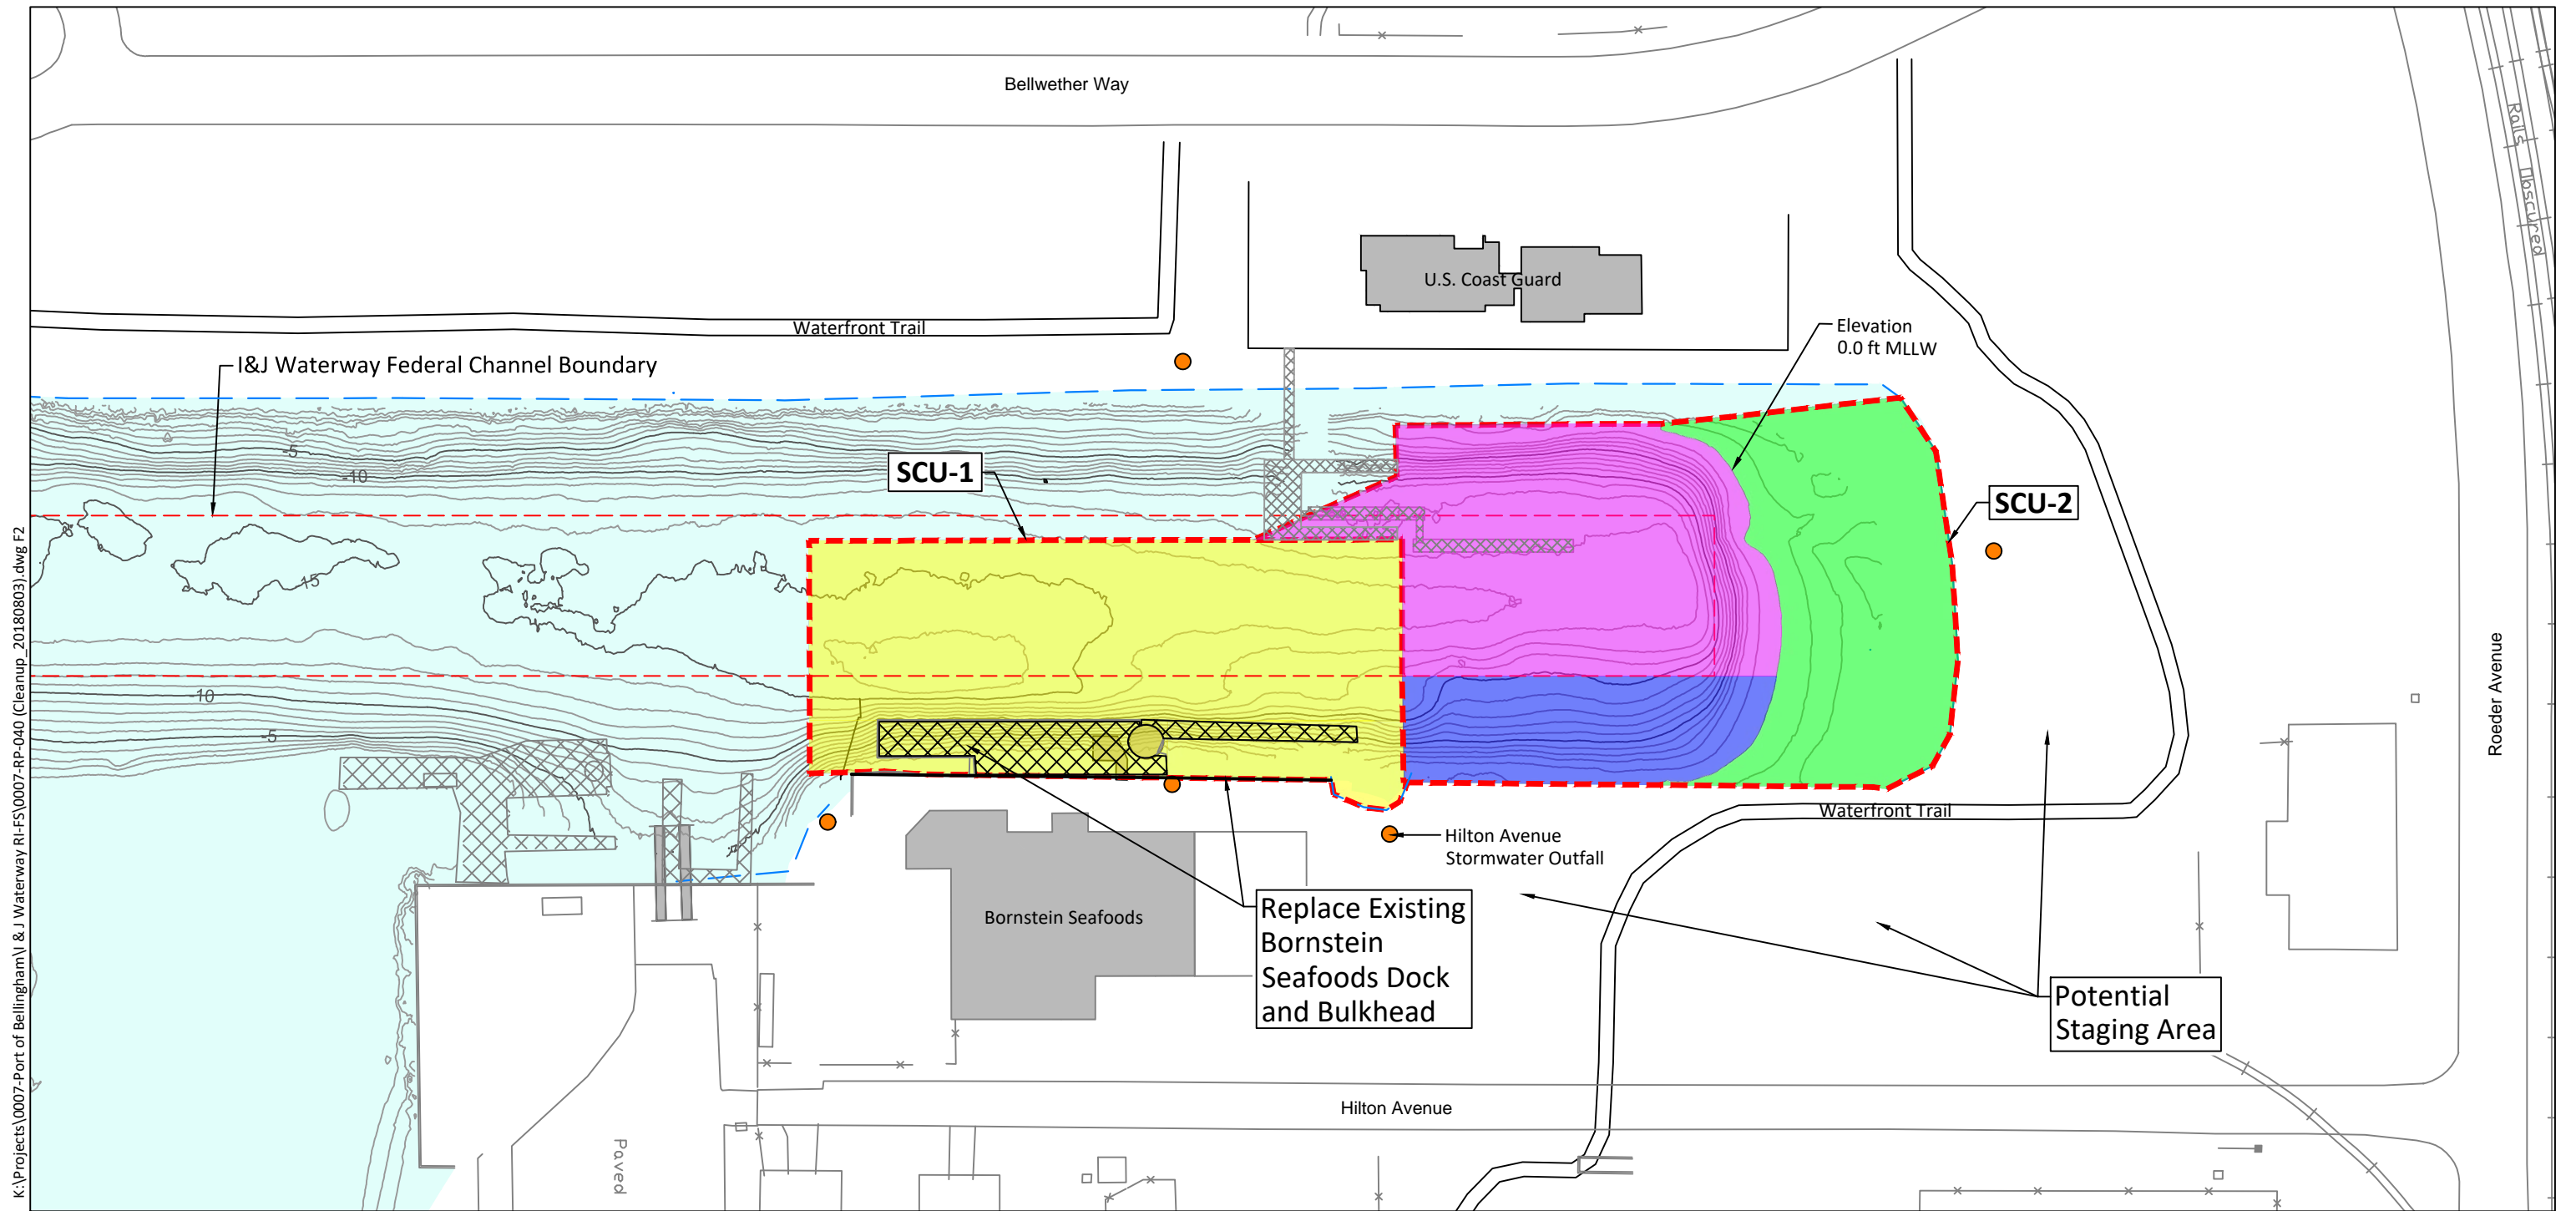 Bellwether Way
Rails Obscured
U.S. Coast Guard
Waterfront Trail
Elevation
0.0 ft MLLW
I&J Waterway Federal Channel Boundary
-5
-10
SCU-1
SCU-2
15
-10
-5
Roeder Avenue
Waterfront Trail
Hilton Avenue
Stormwater Outfall
Bornstein Seafoods
Replace Existing
Bornstein
Seafoods Dock
and Bulkhead
Potential
Staging Area
Hilton Avenue
Paved
K:\Projects\0007-Port of Bellingham\I & J Waterway RI-FS\0007-RP-040 (Cleanup_20180803).dwg F2